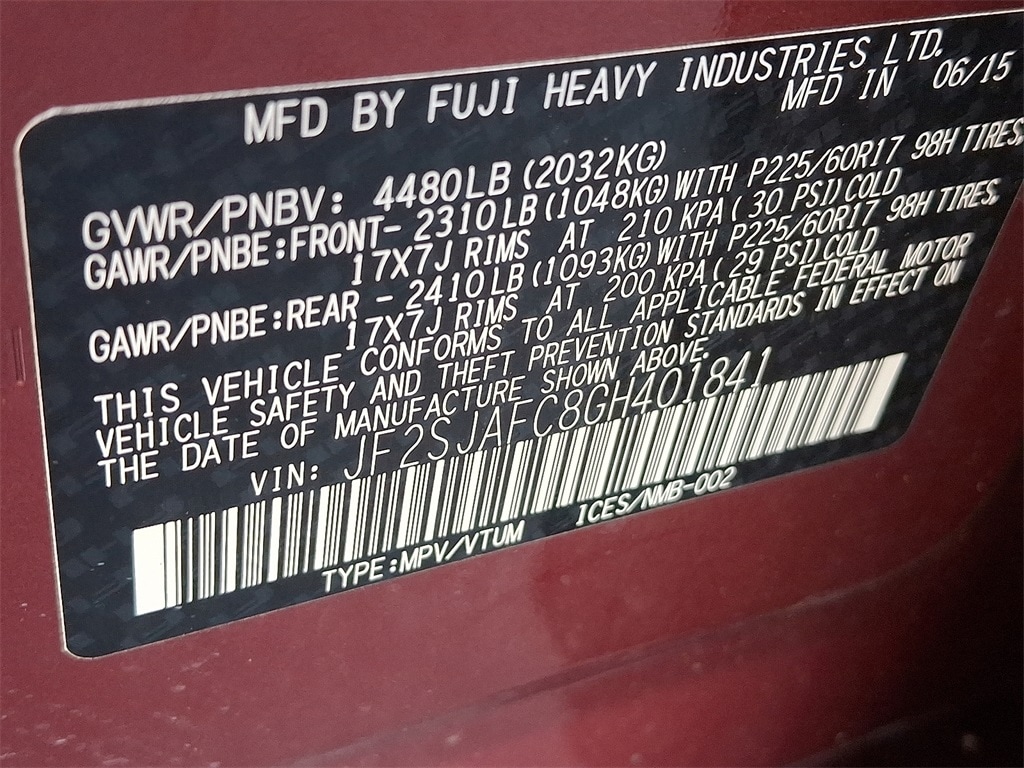 MFD BY FUJI HEAVY INDUSTRIES LTD.
MFD IN 06/15
GVWR/PNBV: 4480LB (2032KG)
GAWR/PNBE:FRONT- 2310LB (1048KG) WITH P225/60R17 98H TIRES,
17X7J RIMS AT 210 KPA ( 30 PSI) COLD
GAWR/PNBE:REAR - 2410LB (1093KG) WITH P225/60R17 98H TIRES,
17X7J RIMS AT 200 KPA ( 29 PSI) COLD
THIS VEHICLE CONFORMS TO ALL APPLICABLE FEDERAL MOTOR
VEHICLE SAFETY AND THEFT PREVENTION STANDARDS IN EFFECT ON
THE DATE OF MANUFACTURE SHOWN ABOVE.
VIN: JF2SJAFC8GH401841
TYPE:MPV/VTUM ICES/NMB-002